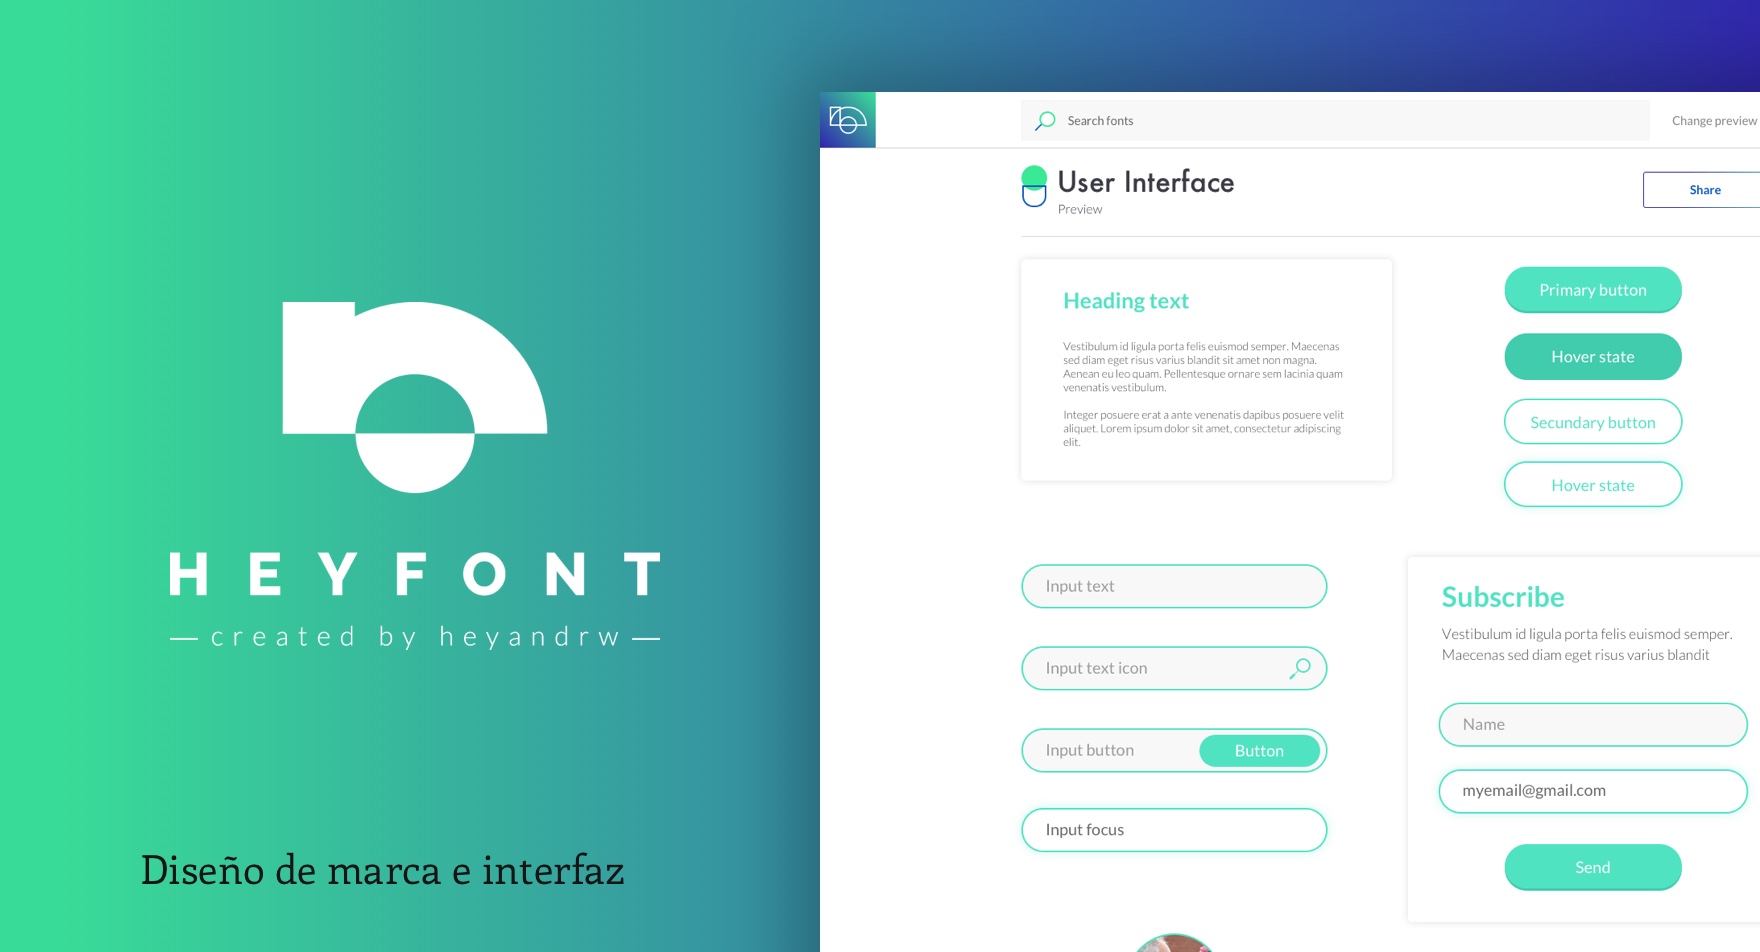 HEYFONT
created by heyandrw
Diseño de marca e interfaz
Search fonts
Change preview
User Interface
Preview
Share
Heading text
Vestibulum id ligula porta felis euismod semper. Maecenas
sed diam eget risus varius blandit sit amet non magna.
Aenean eu leo quam. Pellentesque ornare sem lacinia quam
venenatis vestibulum.
Integer posuere erat a ante venenatis dapibus posuere velit
aliquet. Lorem ipsum dolor sit amet, consectetur adipiscing
elit.
Primary button
Hover state
Secundary button
Hover state
Input text
Input text icon
Input button
Button
Input focus
Subscribe
Vestibulum id ligula porta felis euismod semper.
Maecenas sed diam eget risus varius blandit
Name
myemail@gmail.com
Send